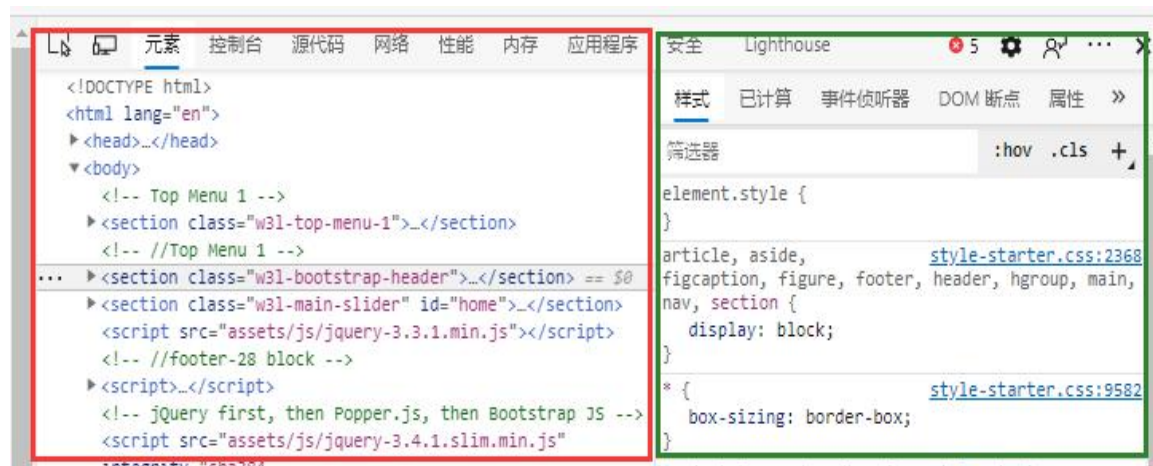 元素 控制台 源代码 网络 性能 内存 应用程序 安全 Lighthouse 5
<!DOCTYPE html>
<html lang="en">
<head>…</head>
<body>
<!-- Top Menu 1 -->
<section class="w3l-top-menu-1">…</section>
<!-- //Top Menu 1 -->
<section class="w3l-bootstrap-header">…</section> == $0
<section class="w3l-main-slider" id="home">…</section>
<script src="assets/js/jquery-3.3.1.min.js"></script>
<!-- //footer-28 block -->
<script>…</script>
<!-- jQuery first, then Popper.js, then Bootstrap JS -->
<script src="assets/js/jquery-3.4.1.slim.min.js"
样式 已计算 事件侦听器 DOM 断点 属性 »
筛选器 :hov .cls +
element.style {
}
article, aside, style-starter.css:2368
figcaption, figure, footer, header, hgroup, main,
nav, section {
display: block;
}
* { style-starter.css:9582
box-sizing: border-box;
}